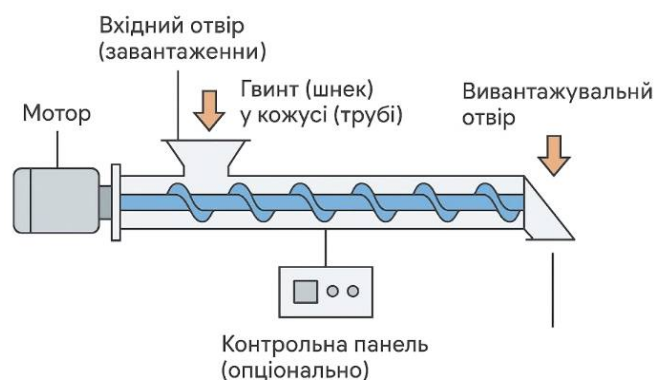 Вхідний отвір
(завантаженни)
Гвинт (шнек)
у кожусі (трубі)
Вивантажувальнй
отвір
Мотор
Контрольна панель
(опціонально)